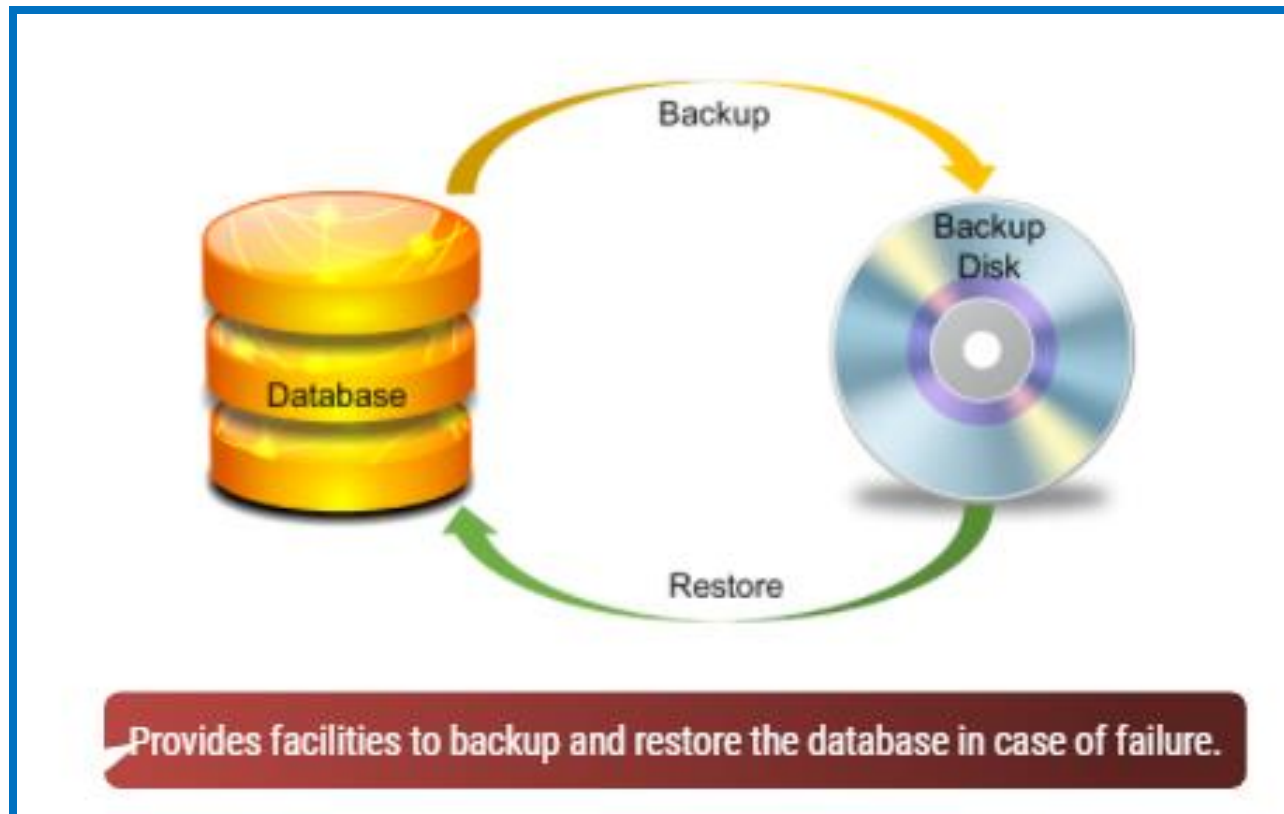 Backup
Backup
Disk
Database
Restore
Provides facilities to backup and restore the database in case of failure.